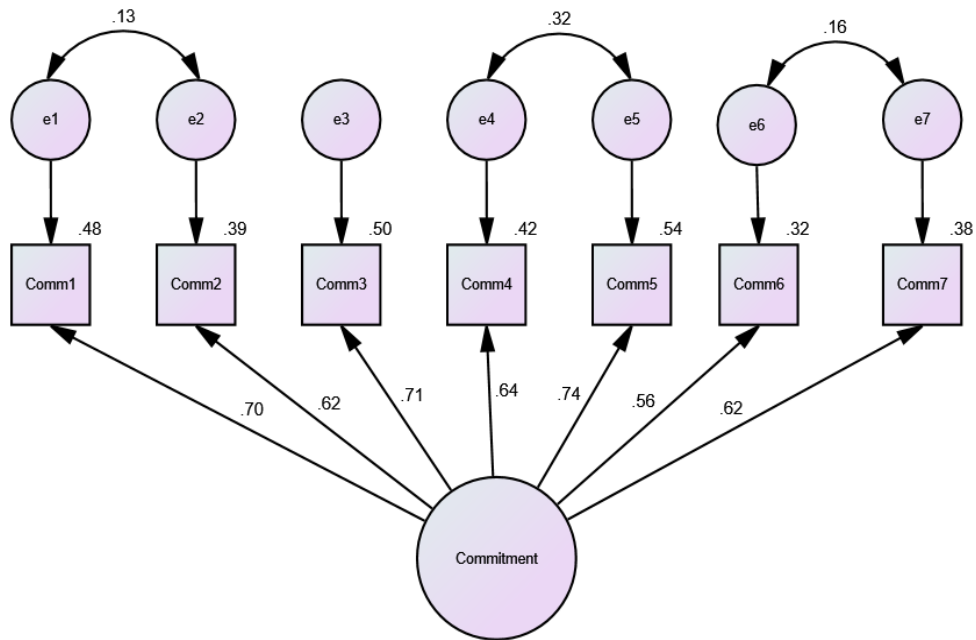 .13
.32
.16
e1
e2
e3
e4
e5
e6
e7
.48
.39
.50
.42
.54
.32
.38
Comm1
Comm2
Comm3
Comm4
Comm5
Comm6
Comm7
.70
.62
.71
.64
.74
.56
.62
Commitment